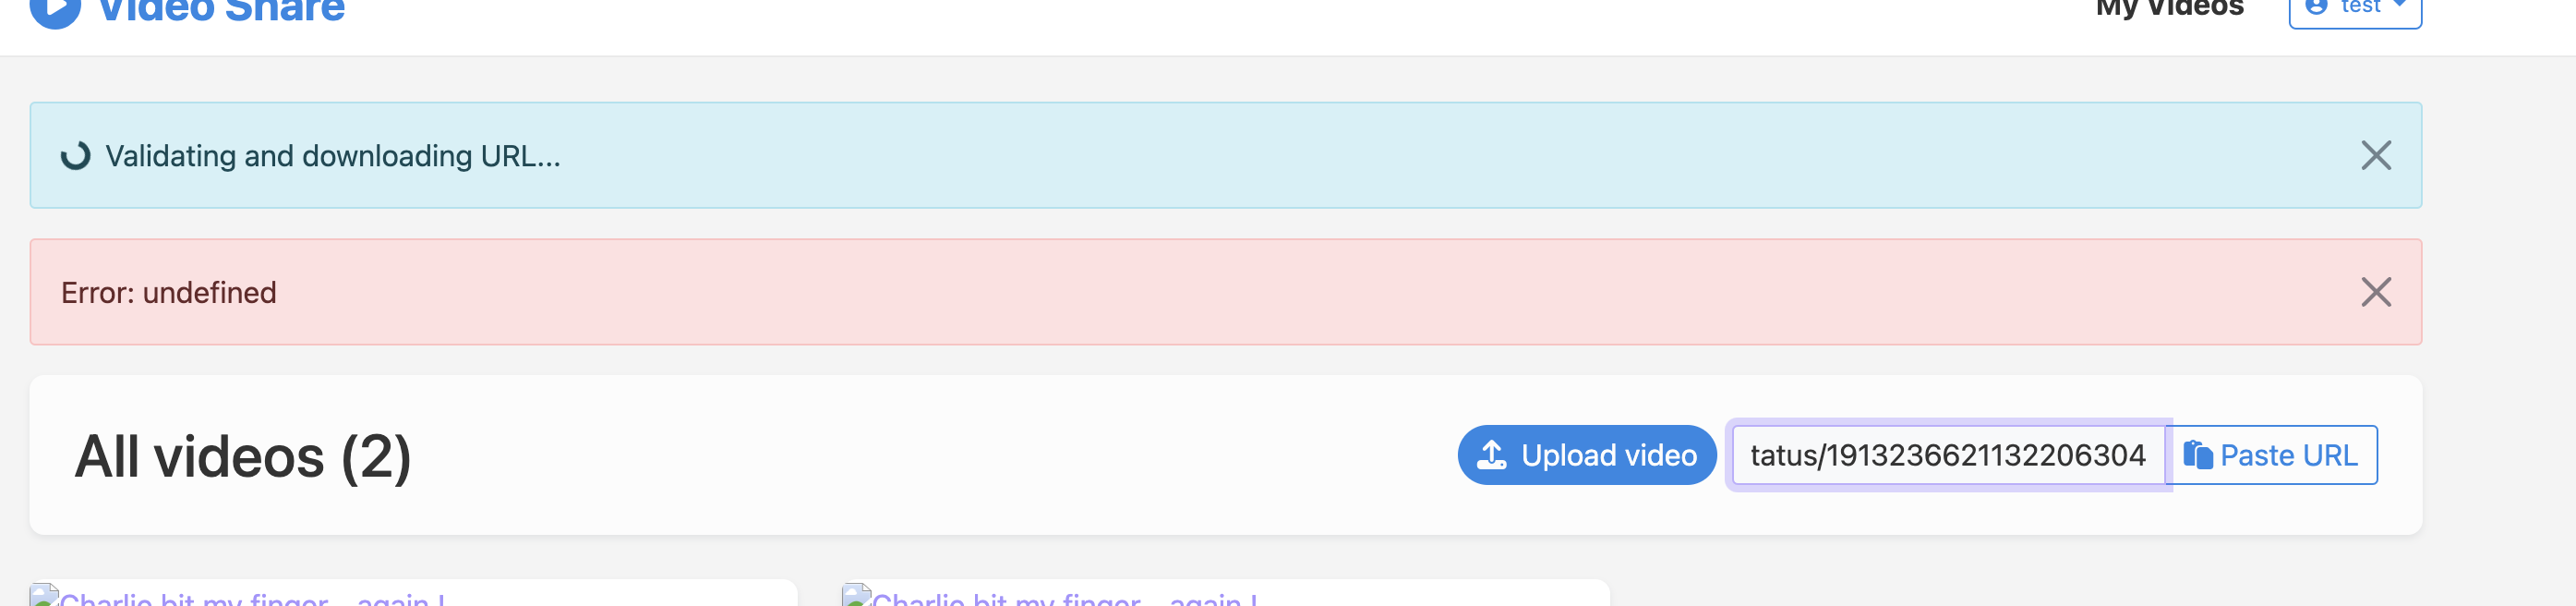 Video Share
My Videos
test
Validating and downloading URL...
Error: undefined
All videos (2)
Upload video
tatus/1913236621132206304
Paste URL
Charlie bit my finger - again !
Charlie bit my finger - again !